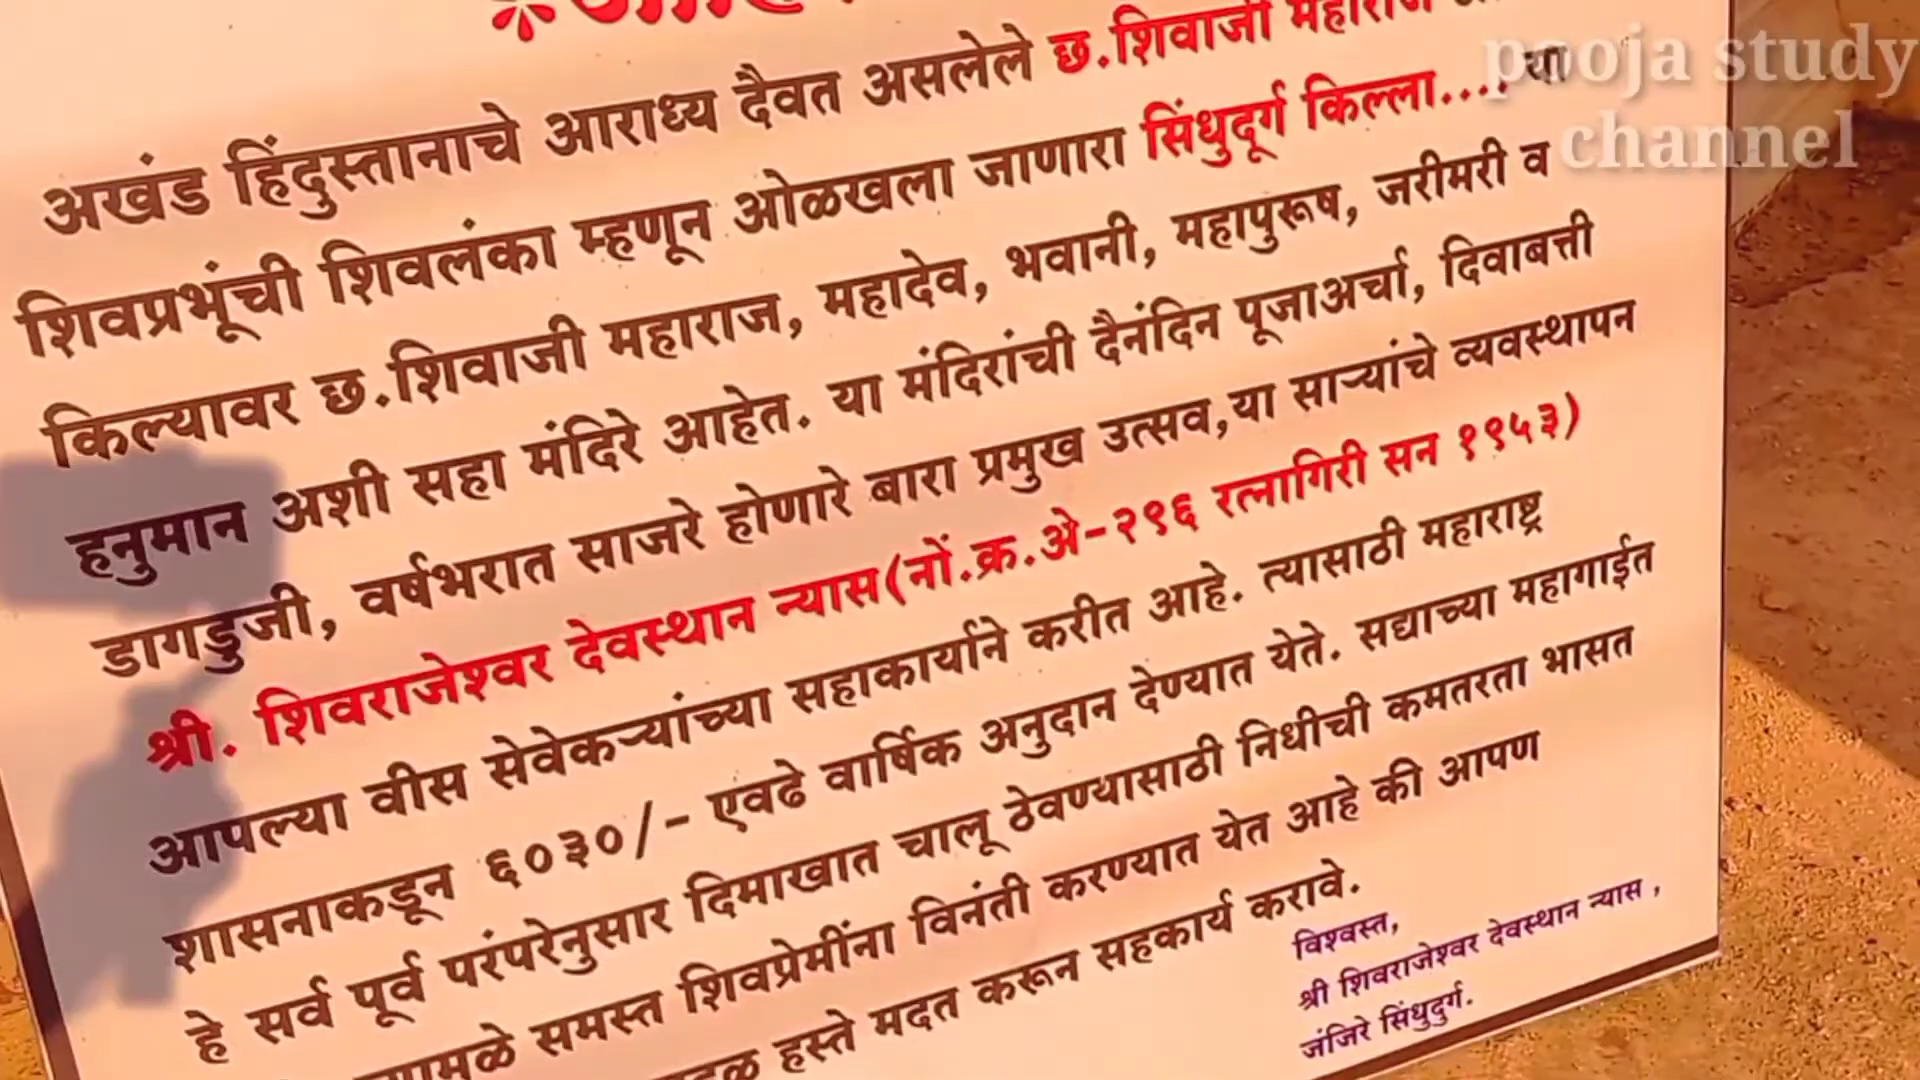 अखंड हिंदुस्तानाचे आराध्य दैवत असलेले छ.शिवाजी महाराज
शिवप्रभूंची शिवलंका म्हणून ओळखला जाणारा सिंधुदूर्ग किल्ला.... या
किल्यावर छ.शिवाजी महाराज, महादेव, भवानी, महापुरूष, जरीमरी व
हनुमान अशी सहा मंदिरे आहेत. या मंदिरांची दैनंदिन पूजाअर्चा, दिवाबत्ती
डागडुजी, वर्षभरात साजरे होणारे बारा प्रमुख उत्सव,या साऱ्यांचे व्यवस्थापन
श्री. शिवराजेश्वर देवस्थान न्यास(नों.क्र.अे-२९६ रत्नागिरी सन १९५३)
आपल्या वीस सेवेकऱ्यांच्या सहाकार्याने करीत आहे. त्यासाठी महाराष्ट्र
शासनाकडून ६०३०/- एवढे वार्षिक अनुदान देण्यात येते. सद्याच्या महागाईत
हे सर्व पूर्व परंपरेनुसार दिमाखात चालू ठेवण्यासाठी निधीची कमतरता भासत
समस्त शिवप्रेमींना विनंती करण्यात येत आहे की आपण
हस्ते मदत करून सहकार्य करावे.
विश्वस्त,
श्री शिवराजेश्वर देवस्थान न्यास ,
जंजिरे सिंधुदुर्ग.
pooja study
channel